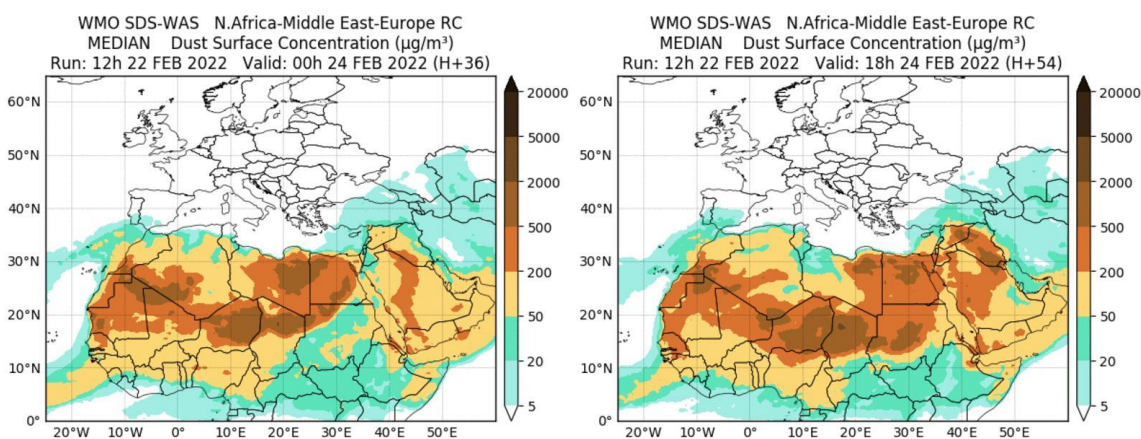 WMO SDS-WAS N.Africa-Middle East-Europe RC
MEDIAN Dust Surface Concentration (µg/m³)
Run: 12h 22 FEB 2022 Valid: 00h 24 FEB 2022 (H+36)
60°N
50°N
40°N
30°N
20°N
10°N
0°
20°W 10°W 0° 10°E 20°E 30°E 40°E 50°E
20000
5000
2000
500
200
50
20
5
WMO SDS-WAS N.Africa-Middle East-Europe RC
MEDIAN Dust Surface Concentration (µg/m³)
Run: 12h 22 FEB 2022 Valid: 18h 24 FEB 2022 (H+54)
60°N
50°N
40°N
30°N
20°N
10°N
0°
20°W 10°W 0° 10°E 20°E 30°E 40°E 50°E
20000
5000
2000
500
200
50
20
5